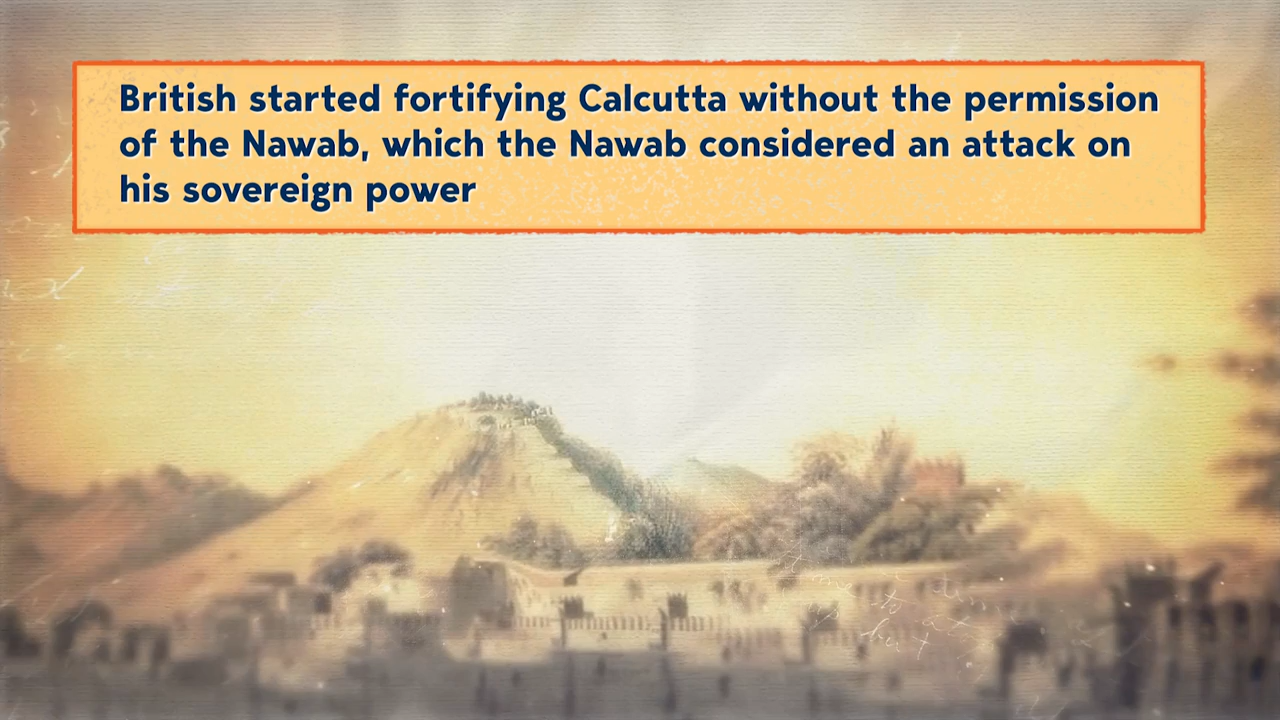 British started fortifying Calcutta without the permission
of the Nawab, which the Nawab considered an attack on
his sovereign power